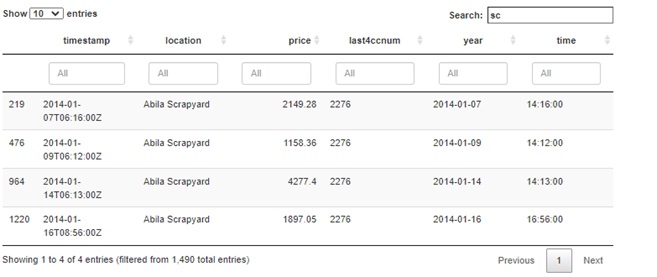 Show 10 entries Search: sc
timestamp location price last4ccnum year time
All All All All All All
219 2014-01-07T06:16:00Z Abila Scrapyard 2149.28 2276 2014-01-07 14:16:00
476 2014-01-09T06:12:00Z Abila Scrapyard 1158.36 2276 2014-01-09 14:12:00
964 2014-01-14T06:13:00Z Abila Scrapyard 4277.4 2276 2014-01-14 14:13:00
1220 2014-01-16T08:56:00Z Abila Scrapyard 1897.05 2276 2014-01-16 16:56:00
Showing 1 to 4 of 4 entries (filtered from 1,490 total entries) Previous 1 Next